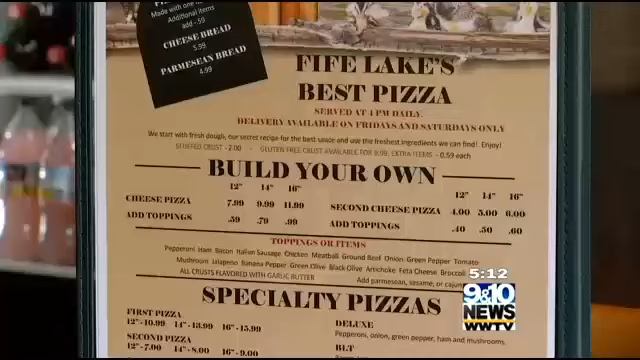 Made with one
Additional items
add - .59
CHEESE BREAD
5.99
PARMESEAN BREAD
4.99
FIFE LAKE'S
BEST PIZZA
SERVED AT 4 PM DAILY.
DELIVERY AVAILABLE ON FRIDAYS AND SATURDAYS ONLY
We start with fresh dough, our secret recipe for the best sauce and use the freshest ingredients we can find! Enjoy!
STUFFED CRUST - 2.00 - GLUTEN FREE CRUST AVAILABLE FOR 9.99, EXTRA ITEMS - 0.59 each
BUILD YOUR OWN
12" 14" 16"
CHEESE PIZZA 7.99 9.99 11.99
ADD TOPPINGS .59 .79 .99
12" 14" 16"
SECOND CHEESE PIZZA 4.00 5.00 6.00
ADD TOPPINGS .40 .50 .60
TOPPINGS OR ITEMS
Pepperoni Ham Bacon Italian Sausage Chicken Meatball Ground Beef Onion Green Pepper Tomato
Mushroom Jalapeno Banana Pepper Green Olive Black Olive Artichoke Feta Cheese Broccoli
ALL CRUSTS FLAVORED WITH GARLIC BUTTER Add parmesan, sesame, or cajun
SPECIALTY PIZZAS
FIRST PIZZA
12"-10.99 14"-13.99 16"-15.99
SECOND PIZZA
12"-7.00 14"-8.00 16"-9.00
DELUXE
Pepperoni, onion, green pepper, ham and mushrooms.
BLT
5:12
9&10
NEWS
WWTV